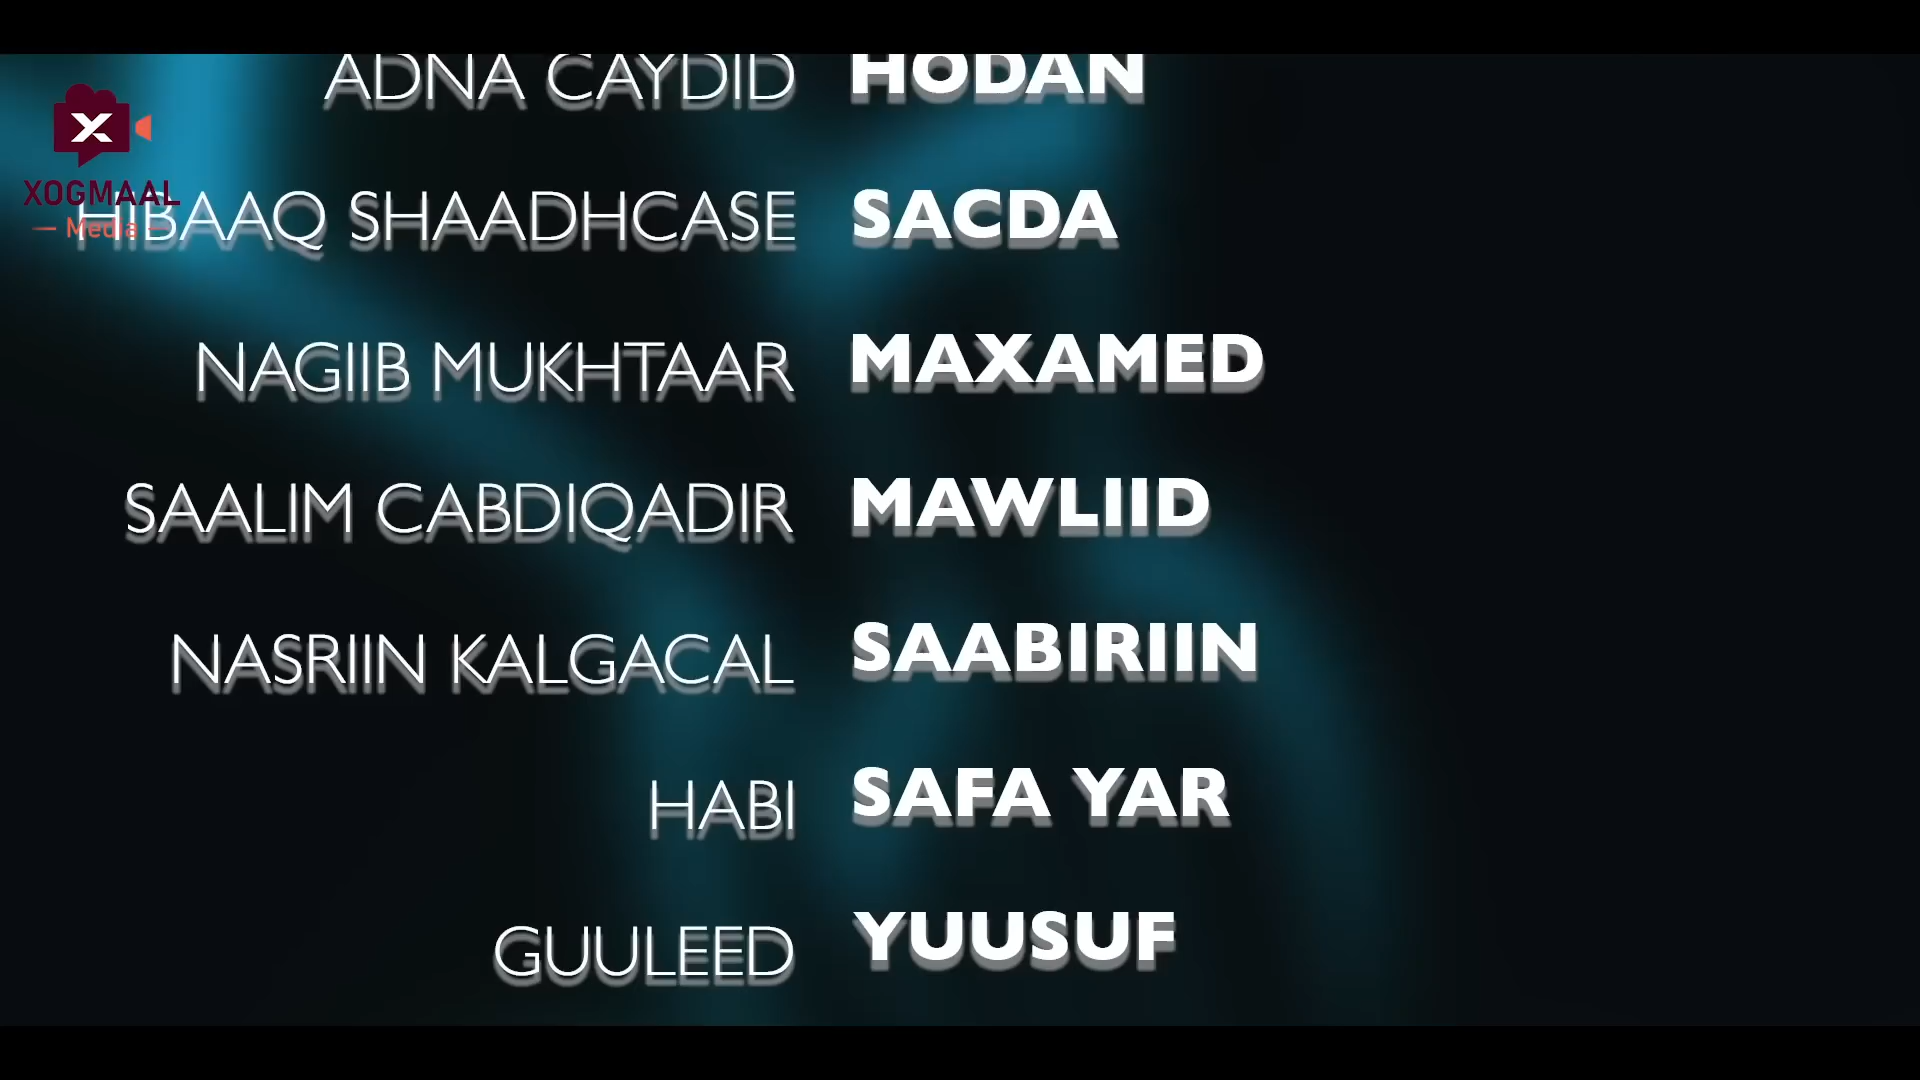 ADNA CAYDID HODAN
XOGMAAL
Media
HIBAAQ SHAADHCASE SACDA
NAGIIB MUKHTAAR MAXAMED
SAALIM CABDIQADIR MAWLIID
NASRIIN KALGACAL SAABIRIIN
HABI SAFA YAR
GUULEED YUUSUF